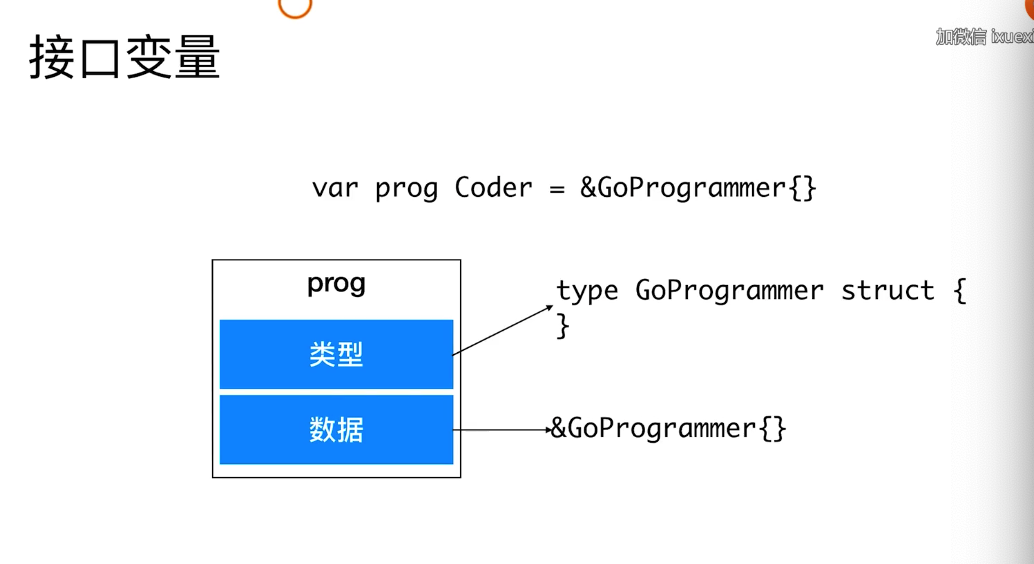 接口变量
加微信 ixuexi
var prog Coder = &GoProgrammer{}
prog
类型
数据
type GoProgrammer struct {
}
&GoProgrammer{}